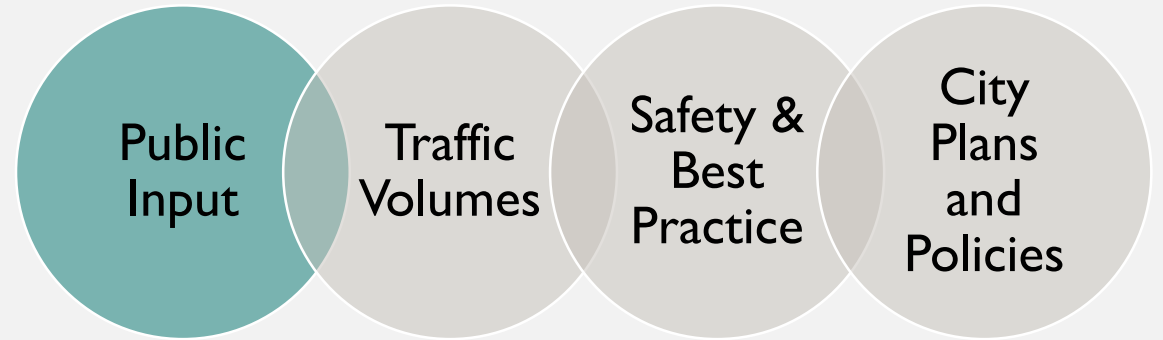 Public
Input
Traffic
Volumes
Safety &
Best
Practice
City
Plans
and
Policies